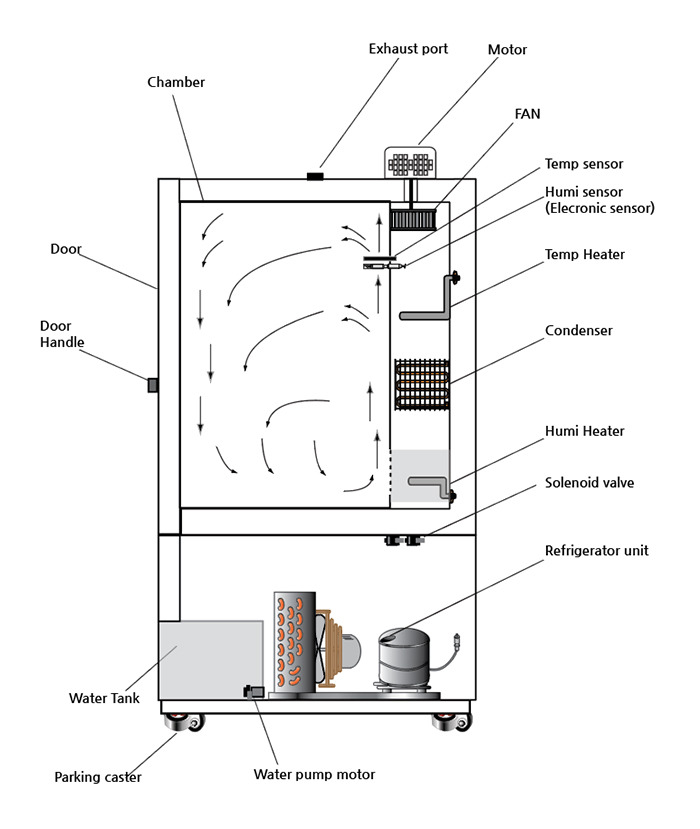 Exhaust port
Motor
Chamber
FAN
Temp sensor
Humi sensor
(Elecronic sensor)
Door
Temp Heater
Door
Handle
Condenser
Humi Heater
Solenoid valve
Refrigerator unit
Water Tank
Parking caster
Water pump motor